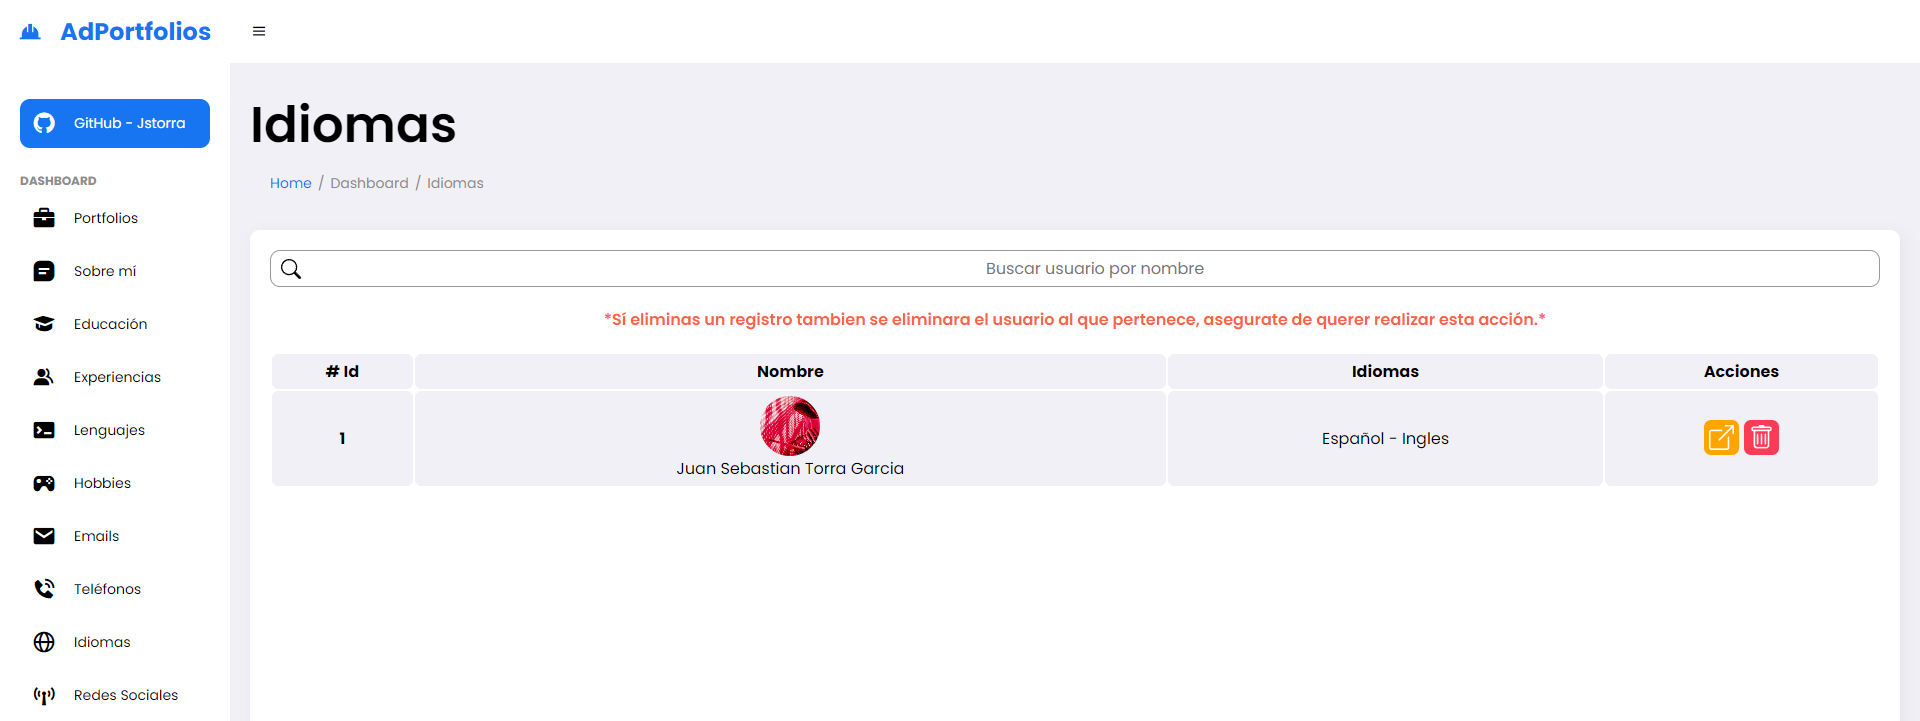 AdPortfolios
GitHub - Jstorra
DASHBOARD
Portfolios
Sobre mí
Educación
Experiencias
Lenguajes
Hobbies
Emails
Teléfonos
Idiomas
Redes Sociales
Idiomas
Home / Dashboard / Idiomas
Buscar usuario por nombre
*Sí eliminas un registro tambien se eliminara el usuario al que pertenece, asegurate de querer realizar esta acción.*
# Id Nombre Idiomas Acciones
1 Juan Sebastian Torra Garcia Español - Ingles